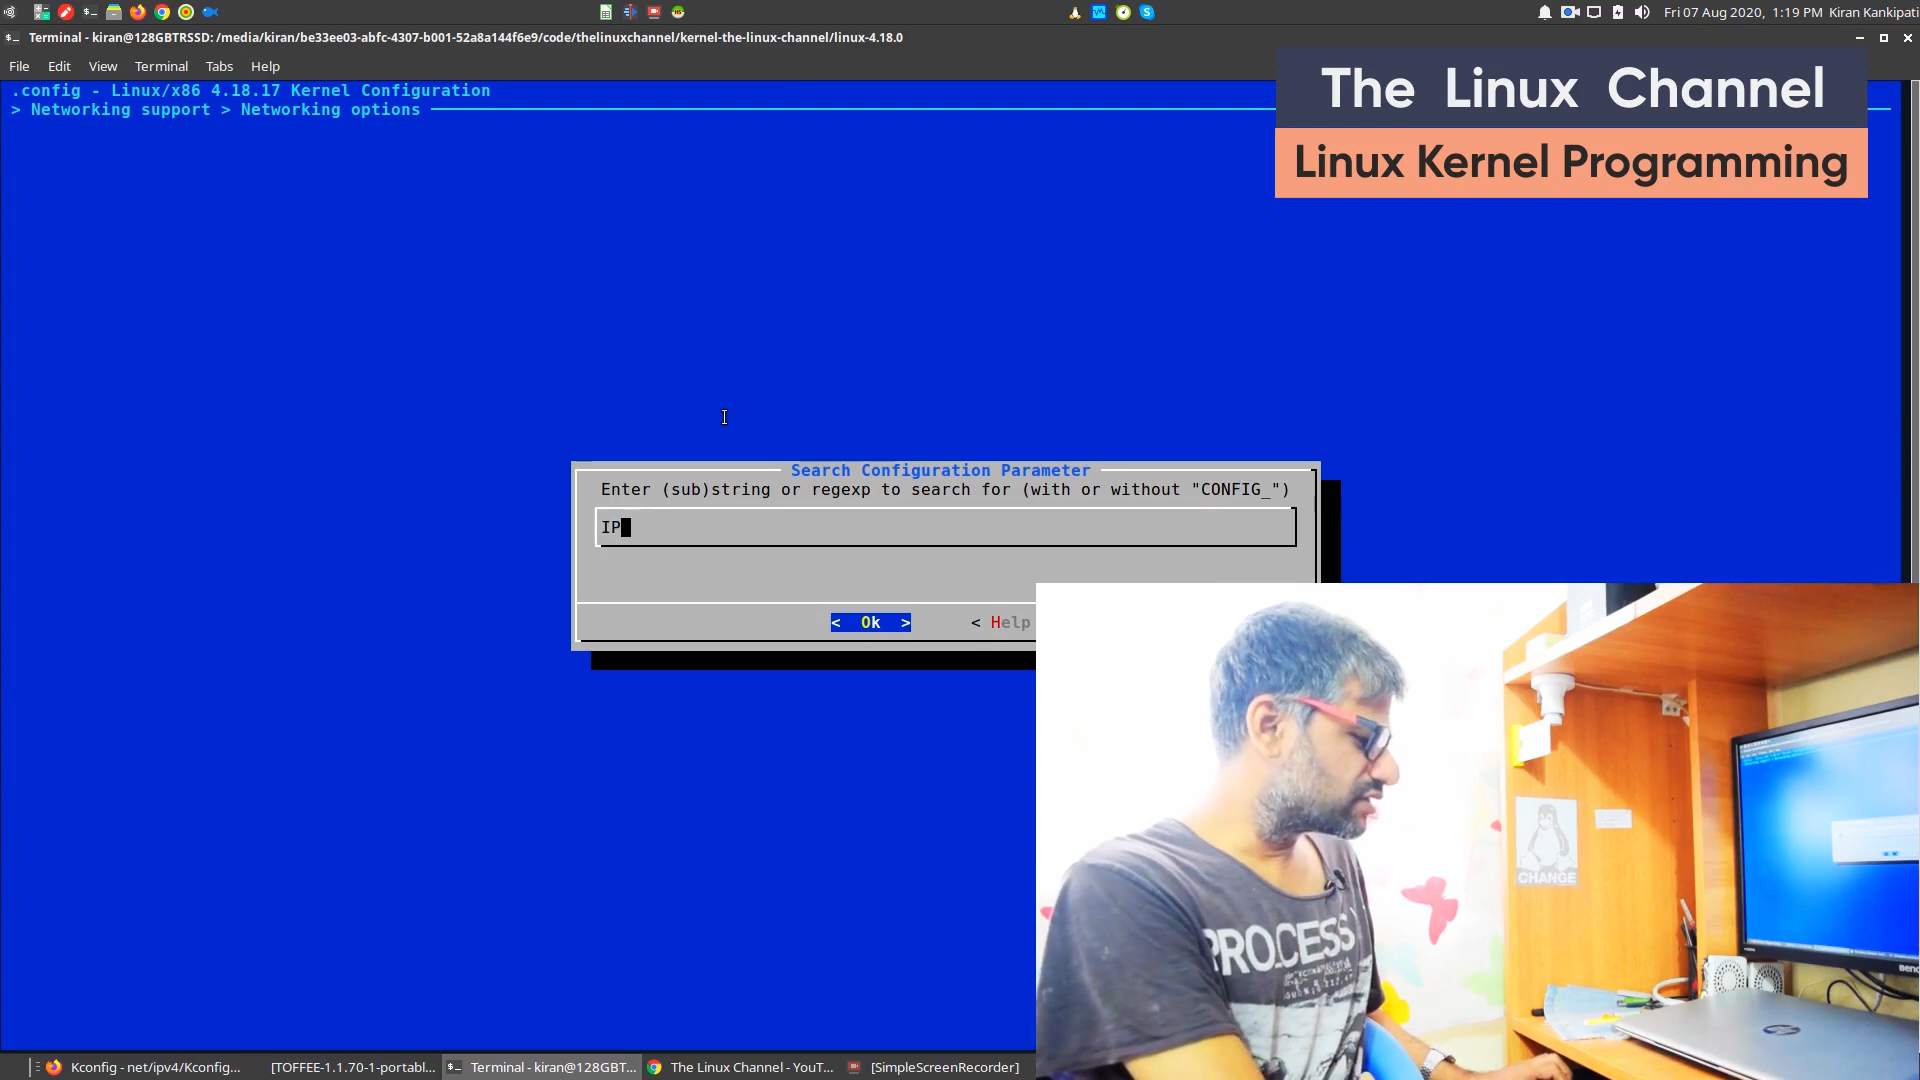 Fri 07 Aug 2020, 1:19 PM Kiran Kankipati
Terminal - kiran@128GBTRSSD: /media/kiran/be33ee03-abfc-4307-b001-52a8a144f6e9/code/thelinuxchannel/kernel-the-linux-channel/linux-4.18.0
File Edit View Terminal Tabs Help
The Linux Channel
Linux Kernel Programming
.config - Linux/x86 4.18.17 Kernel Configuration
> Networking support > Networking options
Search Configuration Parameter
Enter (sub)string or regexp to search for (with or without "CONFIG_")
IP
< Ok > < Help
CHANGE
PROCESS
Kconfig - net/ipv4/Kconfig... [TOFFEE-1.1.70-1-portabl... Terminal - kiran@128GBT... The Linux Channel - YouT... [SimpleScreenRecorder]